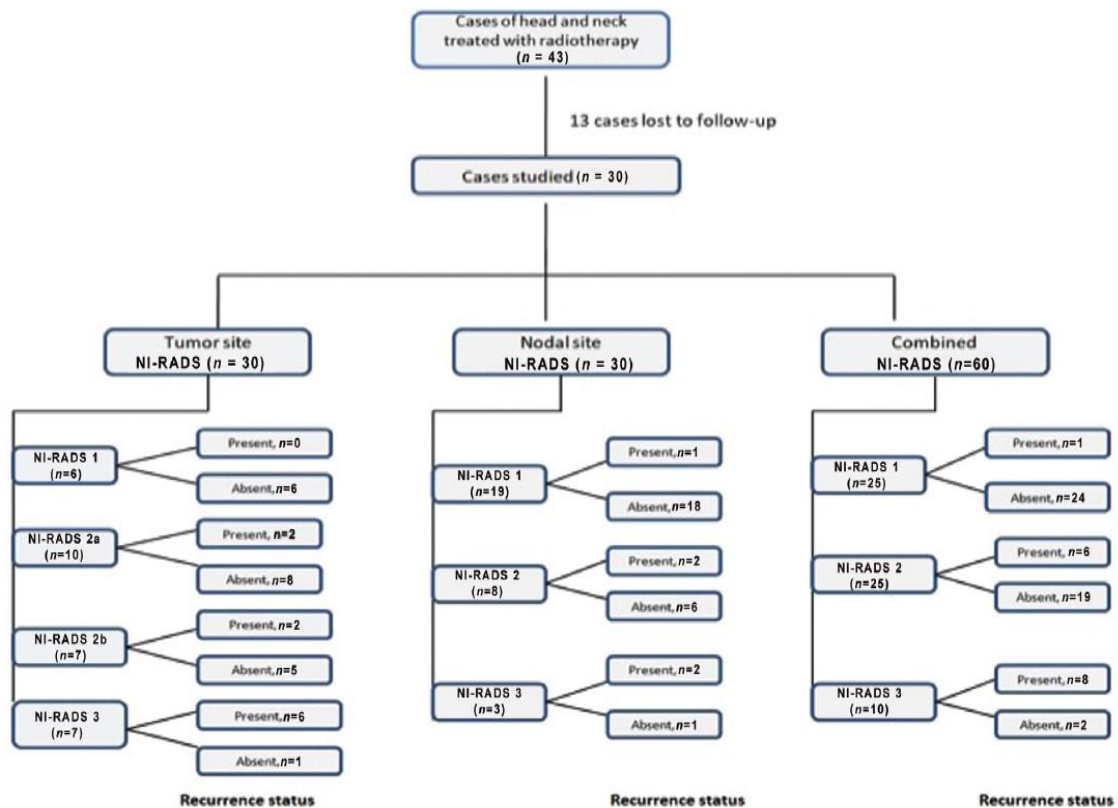 Cases of head and neck
treated with radiotherapy
(n = 43)
13 cases lost to follow-up
Cases studied (n = 30)
Tumor site
NI-RADS (n = 30)
NI-RADS 1
(n=6)
Present, n=0
Absent, n=6
NI-RADS 2a
(n=10)
Present, n=2
Absent, n=8
NI-RADS 2b
(n=7)
Present, n=2
Absent, n=5
NI-RADS 3
(n=7)
Present, n=6
Absent, n=1
Recurrence status
Nodal site
NI-RADS (n = 30)
NI-RADS 1
(n=19)
Present, n=1
Absent, n=18
NI-RADS 2
(n=8)
Present, n=2
Absent, n=6
NI-RADS 3
(n=3)
Present, n=2
Absent, n=1
Recurrence status
Combined
NI-RADS (n=60)
NI-RADS 1
(n=25)
Present, n=1
Absent, n=24
NI-RADS 2
(n=25)
Present, n=6
Absent, n=19
NI-RADS 3
(n=10)
Present, n=8
Absent, n=2
Recurrence status